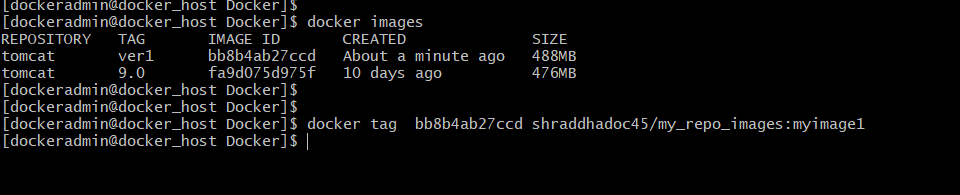 [dockeradmin@docker_host Docker]$
[dockeradmin@docker_host Docker]$ docker images
REPOSITORY   TAG       IMAGE ID       CREATED              SIZE
tomcat       ver1      bb8b4ab27ccd   About a minute ago   488MB
tomcat       9.0       fa9d075d975f   10 days ago          476MB
[dockeradmin@docker_host Docker]$
[dockeradmin@docker_host Docker]$
[dockeradmin@docker_host Docker]$ docker tag  bb8b4ab27ccd shraddhadoc45/my_repo_images:myimage1
[dockeradmin@docker_host Docker]$